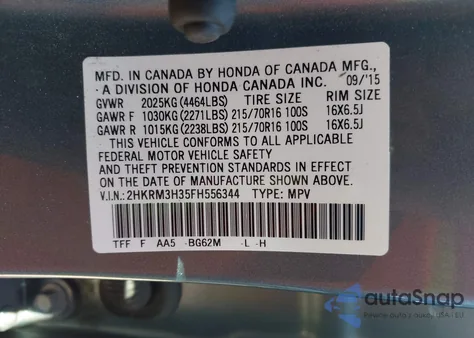 MFD. IN CANADA BY HONDA OF CANADA MFG.,
· A DIVISION OF HONDA CANADA INC. 09/'15
GVWR 2025KG (4464LBS) TIRE SIZE RIM SIZE
GAWR F 1030KG (2271LBS) 215/70R16 100S 16X6.5J
GAWR R 1015KG (2238LBS) 215/70R16 100S 16X6.5J
· THIS VEHICLE CONFORMS TO ALL APPLICABLE
FEDERAL MOTOR VEHICLE SAFETY
AND THEFT PREVENTION STANDARDS IN EFFECT
ON THE DATE OF MANUFACTURE SHOWN ABOVE.
V.I.N: 2HKRM3H35FH556344 TYPE: MPV
TFF F AA5 -BG62M -L -H
autoSnap